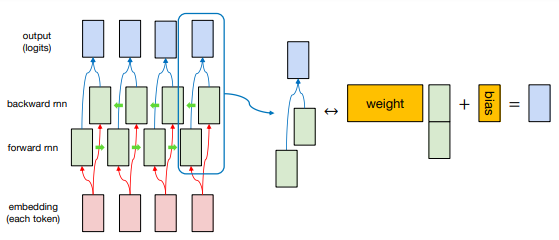 output
(logits)
backward rnn
forward rnn
embedding
(each token)
weight
+
bias
=